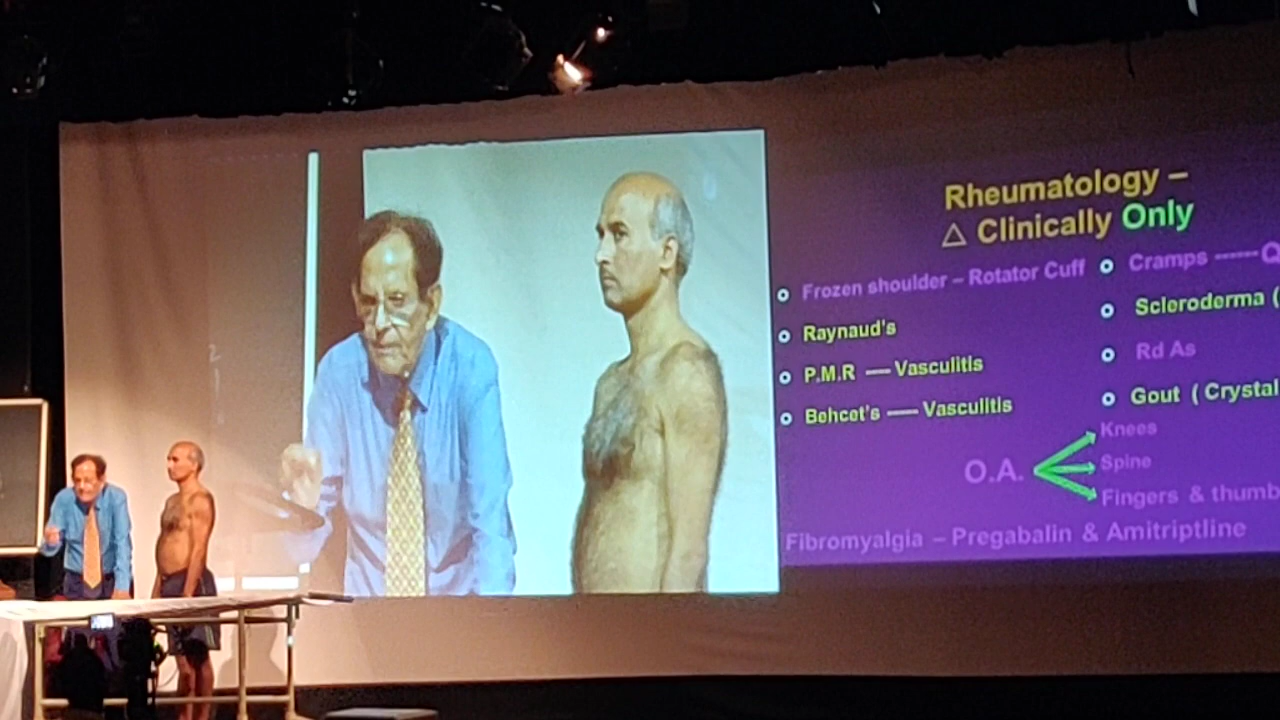 Rheumatology –
△ Clinically Only
Frozen shoulder – Rotator Cuff
Raynaud's
P.M.R — Vasculitis
Behcet's — Vasculitis
Cramps ------
Scleroderma (
Rd As
Gout ( Crystal
O.A.
Knees
Spine
Fingers & thumb
Fibromyalgia – Pregabalin & Amitriptline